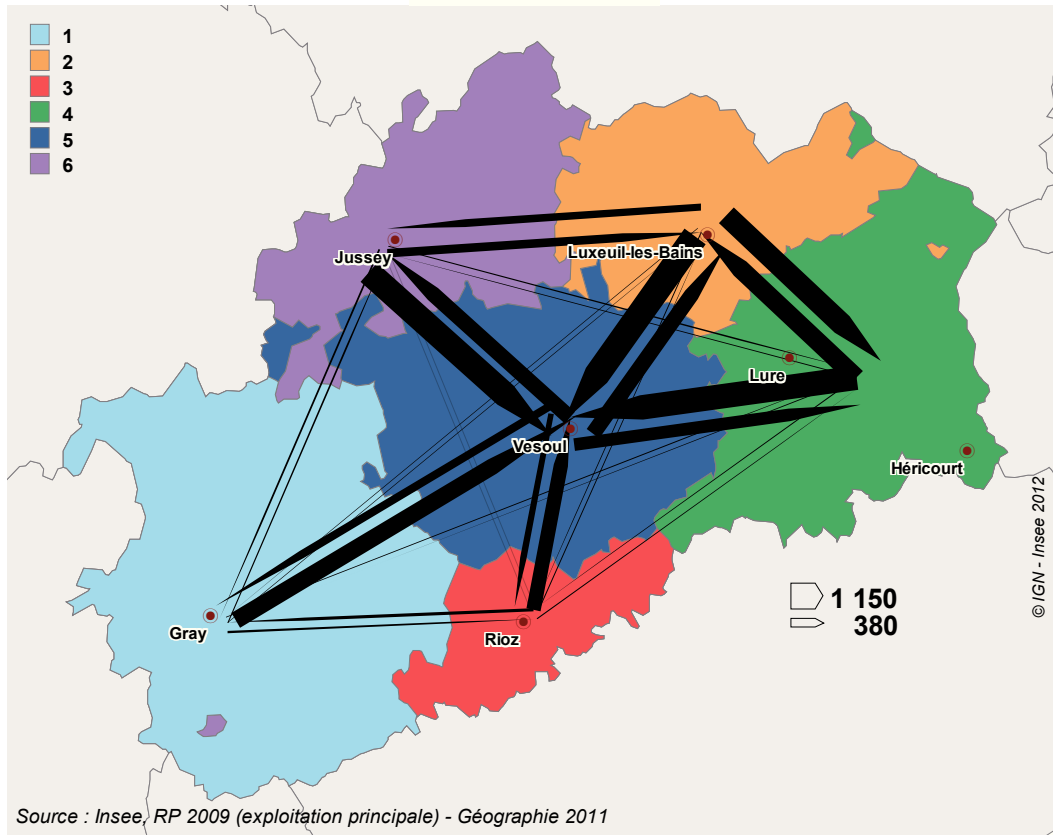 1
2
3
4
5
6
Jussey
Luxeuil-les-Bains
Lure
Vesoul
Héricourt
Gray
Rioz
1 150
380
© IGN - Insee 2012
Source : Insee, RP 2009 (exploitation principale) - Géographie 2011